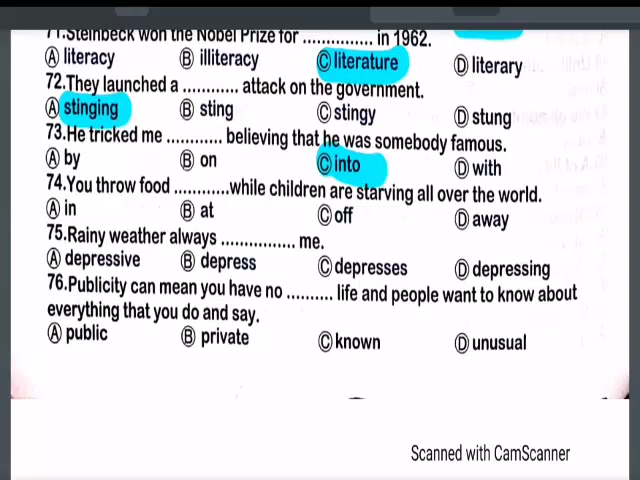 71.Steinbeck won the Nobel Prize for ............... in 1962.
Ⓐ literacy Ⓑ illiteracy Ⓒ literature Ⓓ literary
72.They launched a ............ attack on the government.
Ⓐ stinging Ⓑ sting Ⓒ stingy Ⓓ stung
73.He tricked me ............ believing that he was somebody famous.
Ⓐ by Ⓑ on Ⓒ into Ⓓ with
74.You throw food ............while children are starving all over the world.
Ⓐ in Ⓑ at Ⓒ off Ⓓ away
75.Rainy weather always ................ me.
Ⓐ depressive Ⓑ depress Ⓒ depresses Ⓓ depressing
76.Publicity can mean you have no .......... life and people want to know about
everything that you do and say.
Ⓐ public Ⓑ private Ⓒ known Ⓓ unusual
Scanned with CamScanner